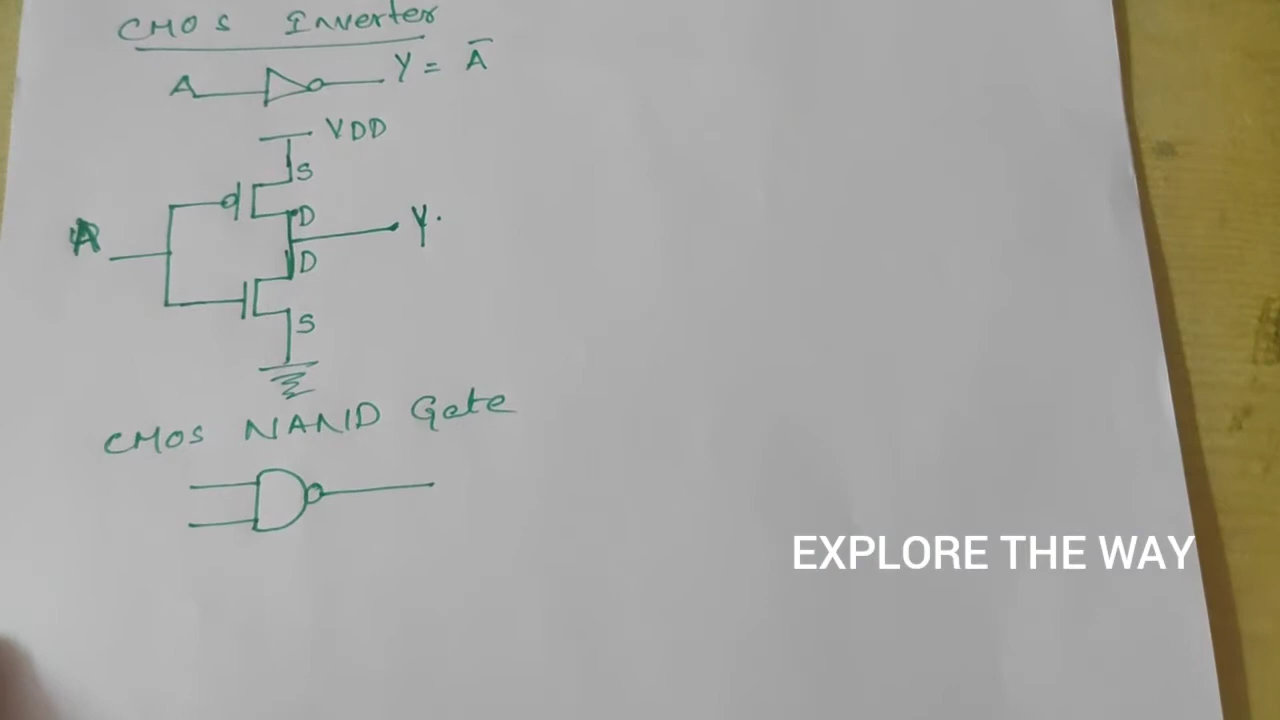 CMOS Inverter
A Y = Ā
VDD
S
D
A Y.
D
S
CMOS NAND Gate
EXPLORE THE WAY